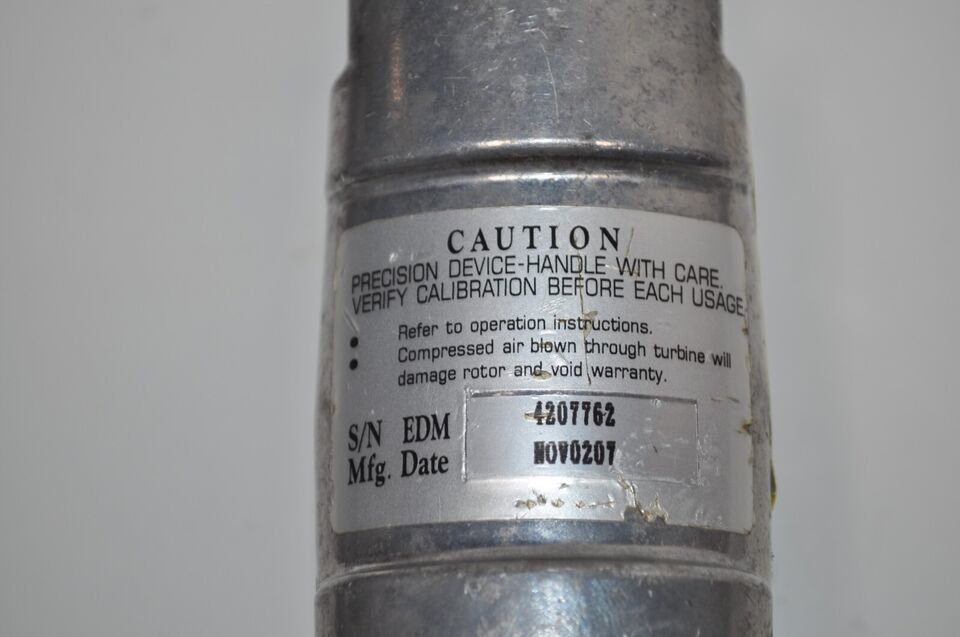 CAUTION
PRECISION DEVICE-HANDLE WITH CARE.
VERIFY CALIBRATION BEFORE EACH USAGE
• Refer to operation instructions.
• Compressed air blown through turbine will
damage rotor and void warranty.
S/N EDM 4207762
Mfg. Date NOV0207